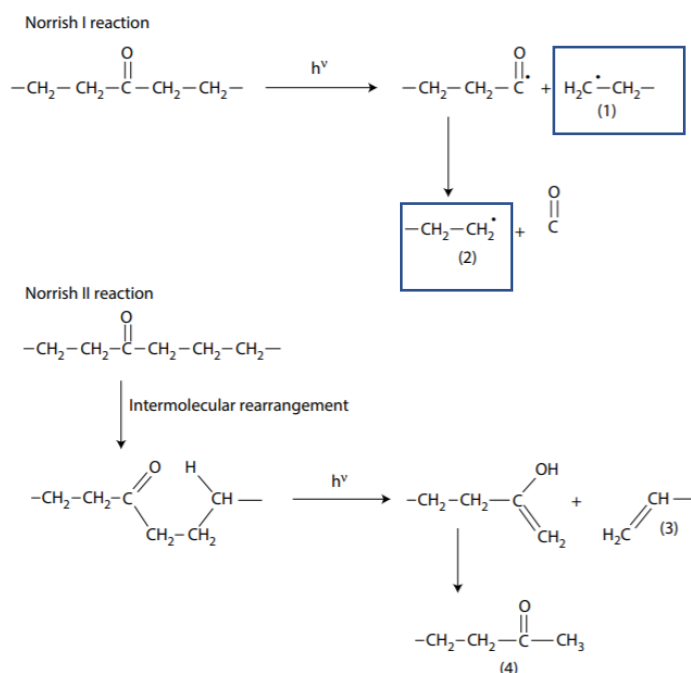 Norrish I reaction
O
—CH₂— CH₂—C—CH₂—CH₂— hᵛ —CH₂—CH₂—C• + H₂C•—CH₂—
O
(1)
—CH₂—CH₂• + C
O
(2)
Norrish II reaction
O
—CH₂—CH₂—C—CH₂—CH₂—CH₂—
Intermolecular rearrangement
O H OH
—CH₂—CH₂—C CH — hᵛ —CH₂—CH₂—C + CH—
CH₂—CH₂ CH₂ H₂C (3)
O
—CH₂—CH₂—C—CH₃
(4)